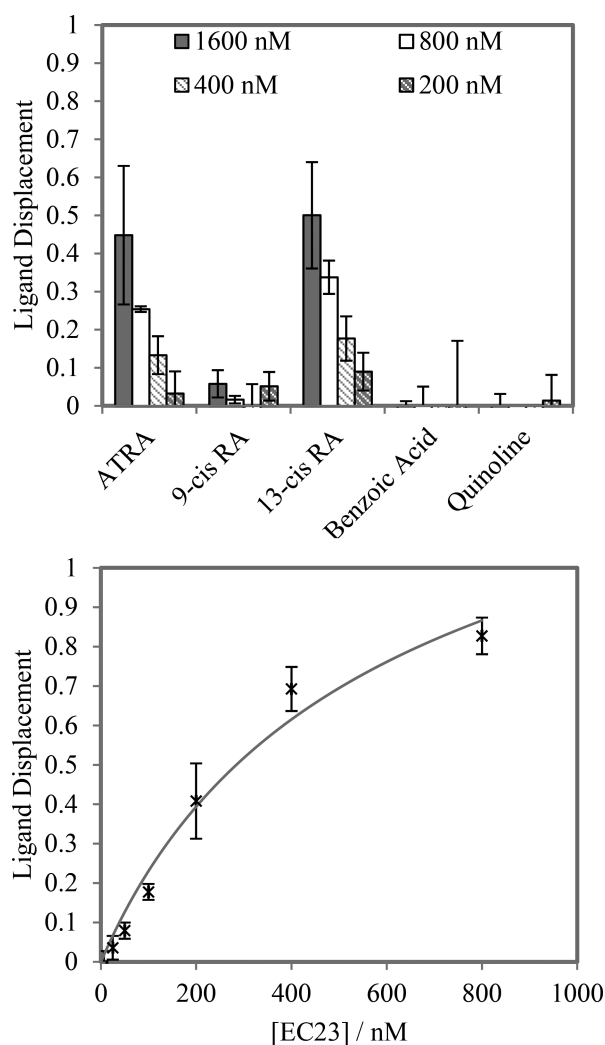 1
0.9
0.8
0.7
0.6
0.5
0.4
0.3
0.2
0.1
0
Ligand Displacement
1600 nM
800 nM
400 nM
200 nM
ATRA
9-cis RA
13-cis RA
Benzoic Acid
Quinoline
1
0.9
0.8
0.7
0.6
0.5
0.4
0.3
0.2
0.1
0
Ligand Displacement
0 200 400 600 800 1000
[EC23] / nM